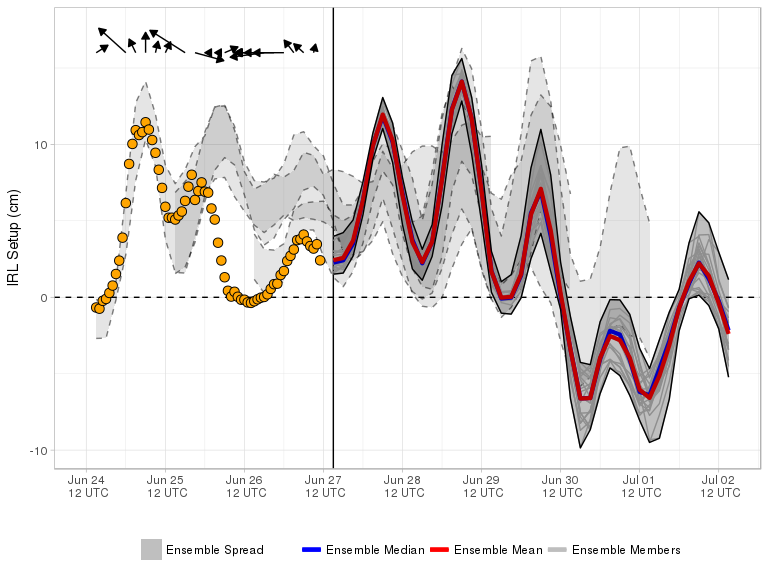 IRL Setup (cm)
10
0
-10
Jun 24 Jun 25 Jun 26 Jun 27 Jun 28 Jun 29 Jun 30 Jul 01 Jul 02
12 UTC 12 UTC 12 UTC 12 UTC 12 UTC 12 UTC 12 UTC 12 UTC 12 UTC
Ensemble Spread Ensemble Median Ensemble Mean Ensemble Members